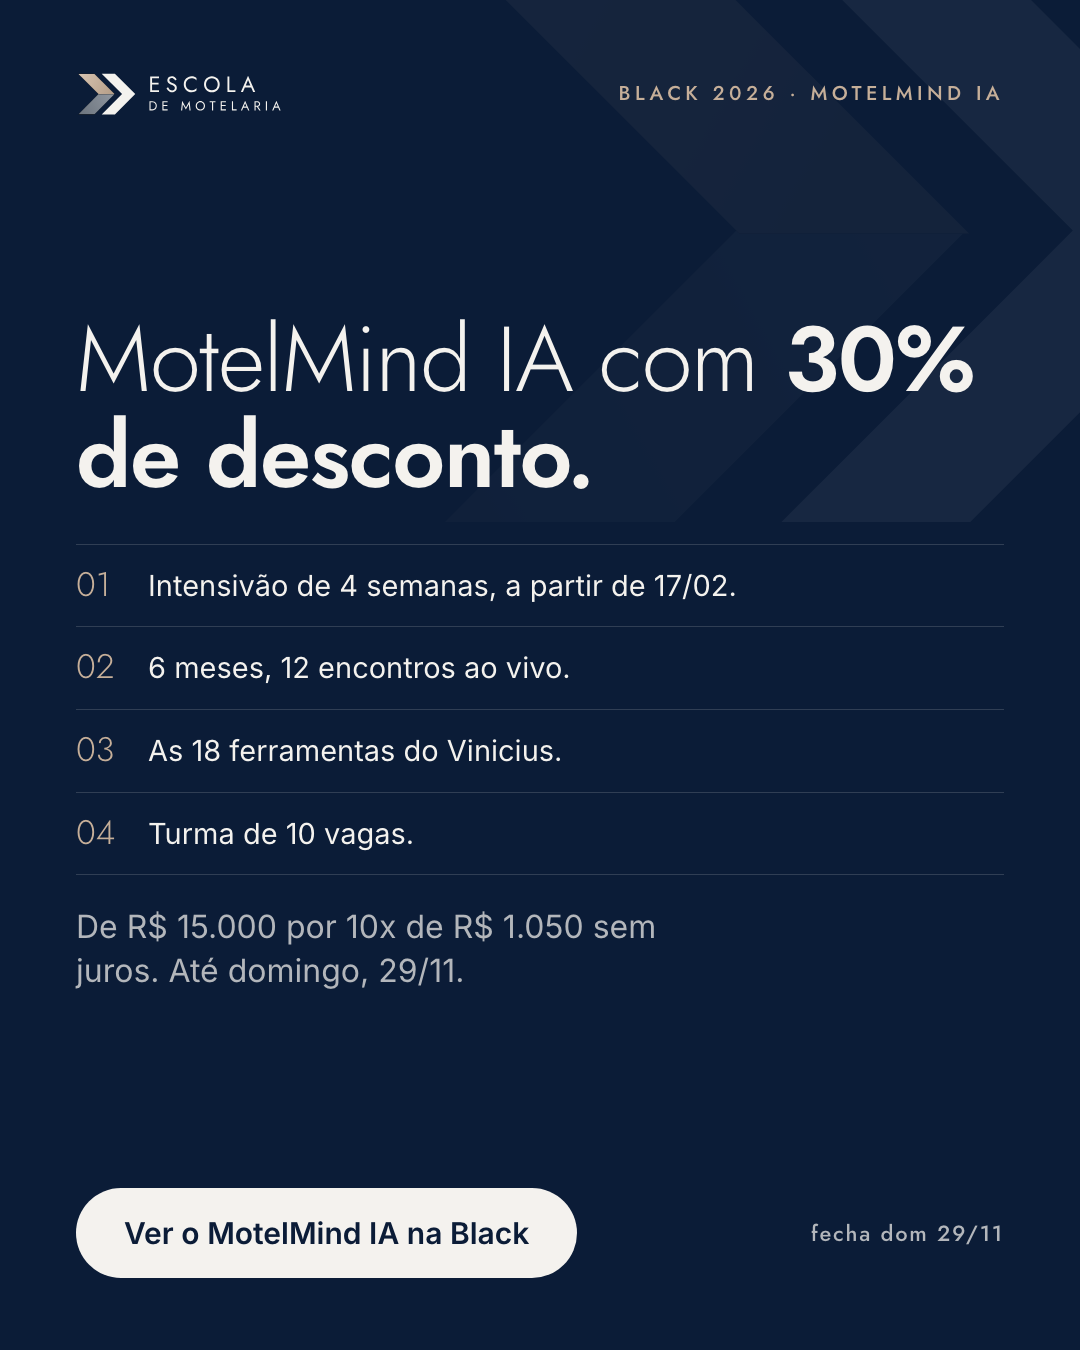 ESCOLA
DE MOTELARIA
BLACK 2026 · MOTELMIND IA
MotelMind IA com 30%
de desconto.
01 Intensivão de 4 semanas, a partir de 17/02.
02 6 meses, 12 encontros ao vivo.
03 As 18 ferramentas do Vinicius.
04 Turma de 10 vagas.
De R$ 15.000 por 10x de R$ 1.050 sem
juros. Até domingo, 29/11.
Ver o MotelMind IA na Black
fecha dom 29/11